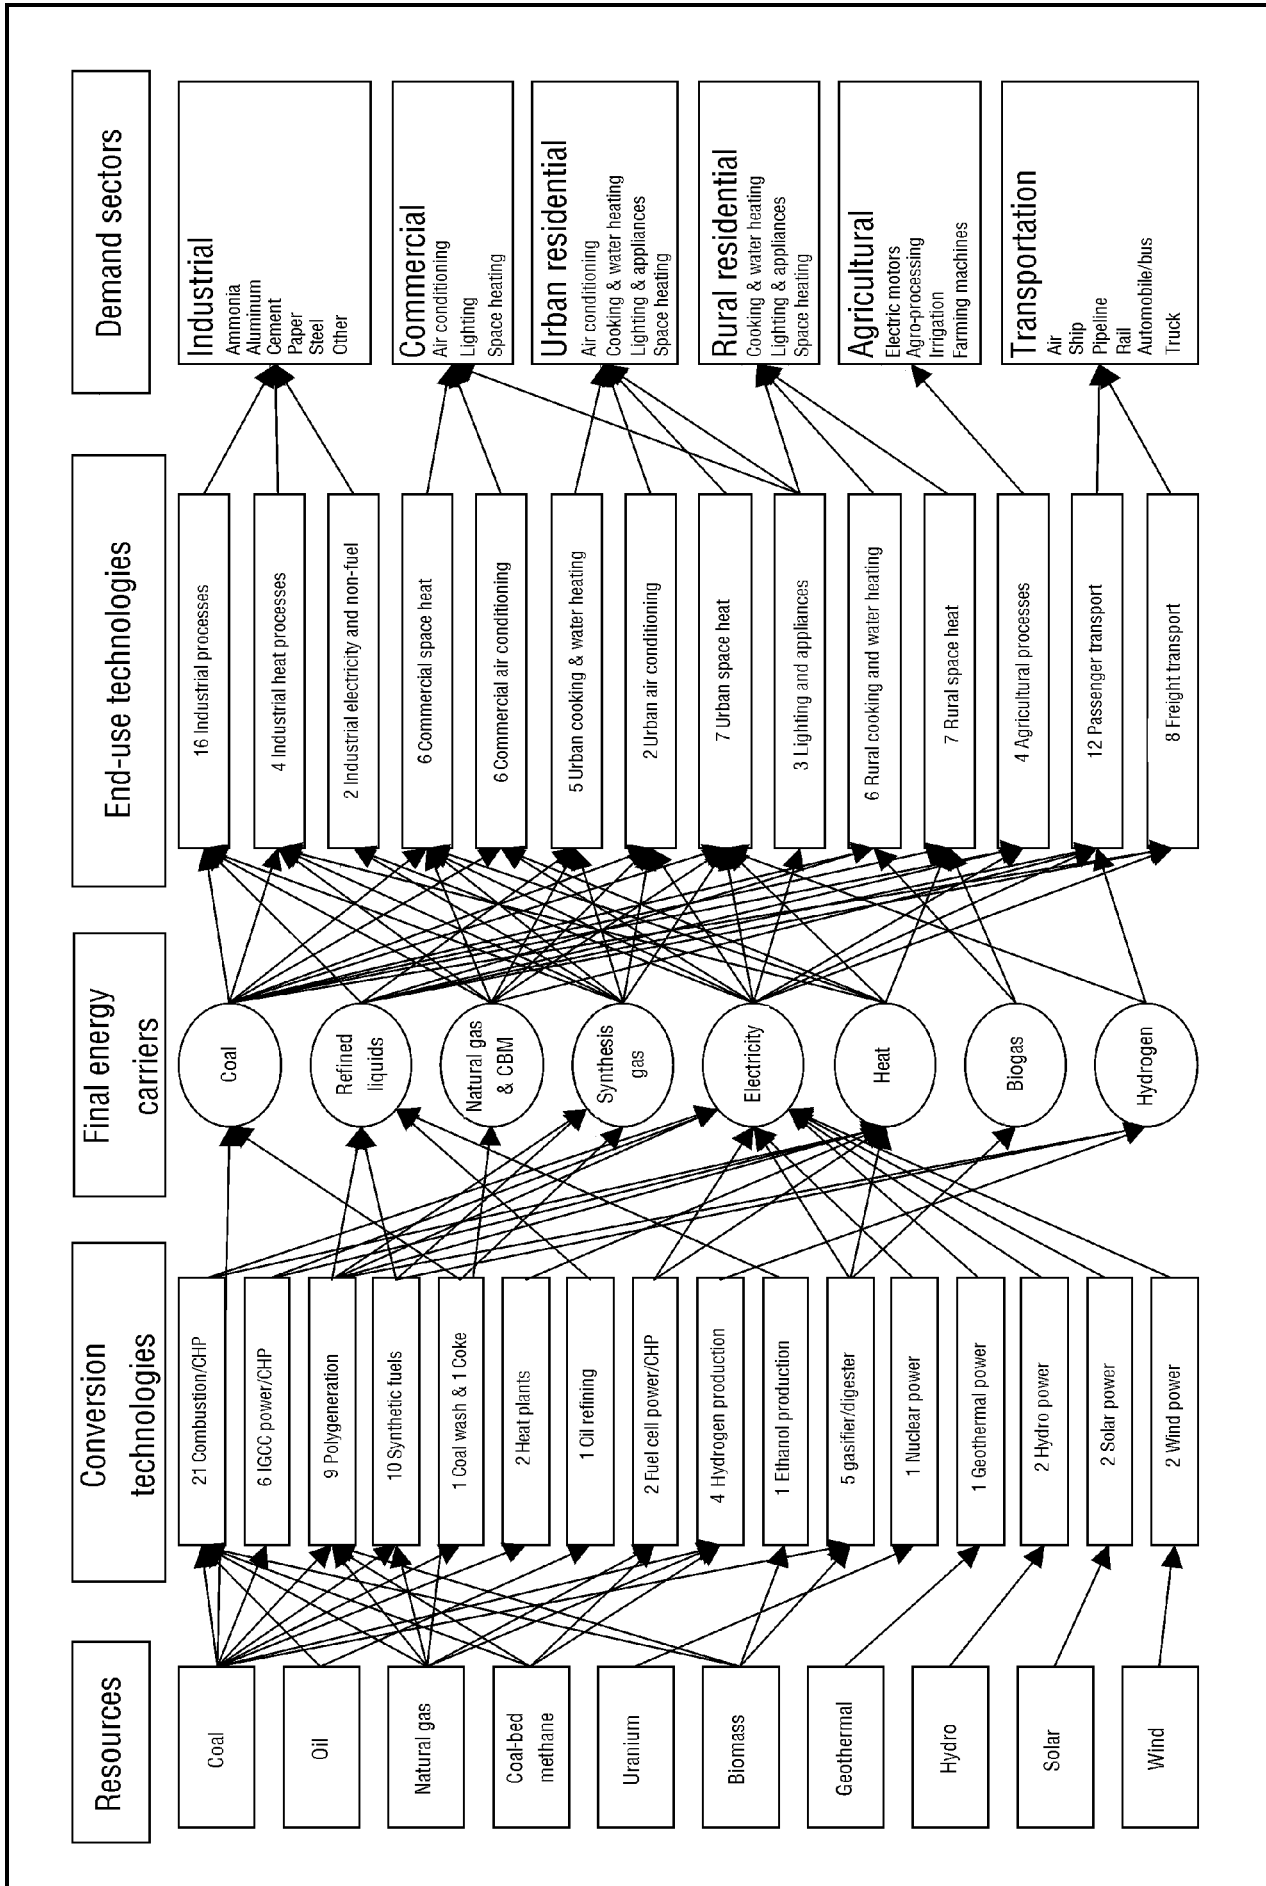 Resources
Coal
Oil
Natural gas
Coal-bed
methane
Uranium
Biomass
Geothermal
Hydro
Solar
Wind
Conversion
technologies
21 Combustion/CHP
6 IGCC power/CHP
9 Polygeneration
10 Synthetic fuels
1 Coal wash & 1 Coke
2 Heat plants
1 Oil refining
2 Fuel cell power/CHP
4 Hydrogen production
1 Ethanol production
5 gasifier/digester
1 Nuclear power
1 Geothermal power
2 Hydro power
2 Solar power
2 Wind power
Final energy
carriers
Coal
Refined
liquids
Natural gas
& CBM
Synthesis
gas
Electricity
Heat
Biogas
Hydrogen
End-use technologies
16 Industrial processes
4 Industrial heat processes
2 Industrial electricity and non-fuel
6 Commercial space heat
6 Commercial air conditioning
5 Urban cooking & water heating
2 Urban air conditioning
7 Urban space heat
3 Lighting and appliances
6 Rural cooking and water heating
7 Rural space heat
4 Agricultural processes
12 Passenger transport
8 Freight transport
Demand sectors
Industrial
Ammonia
Aluminum
Cement
Paper
Steel
Other
Commercial
Air conditioning
Lighting
Space heating
Urban residential
Air conditioning
Cooking & water heating
Lighting & appliances
Space heating
Rural residential
Cooking & water heating
Lighting & appliances
Space heating
Agricultural
Electric motors
Agro-processing
Irrigation
Farming machines
Transportation
Air
Ship
Pipeline
Rail
Automobile/bus
Truck